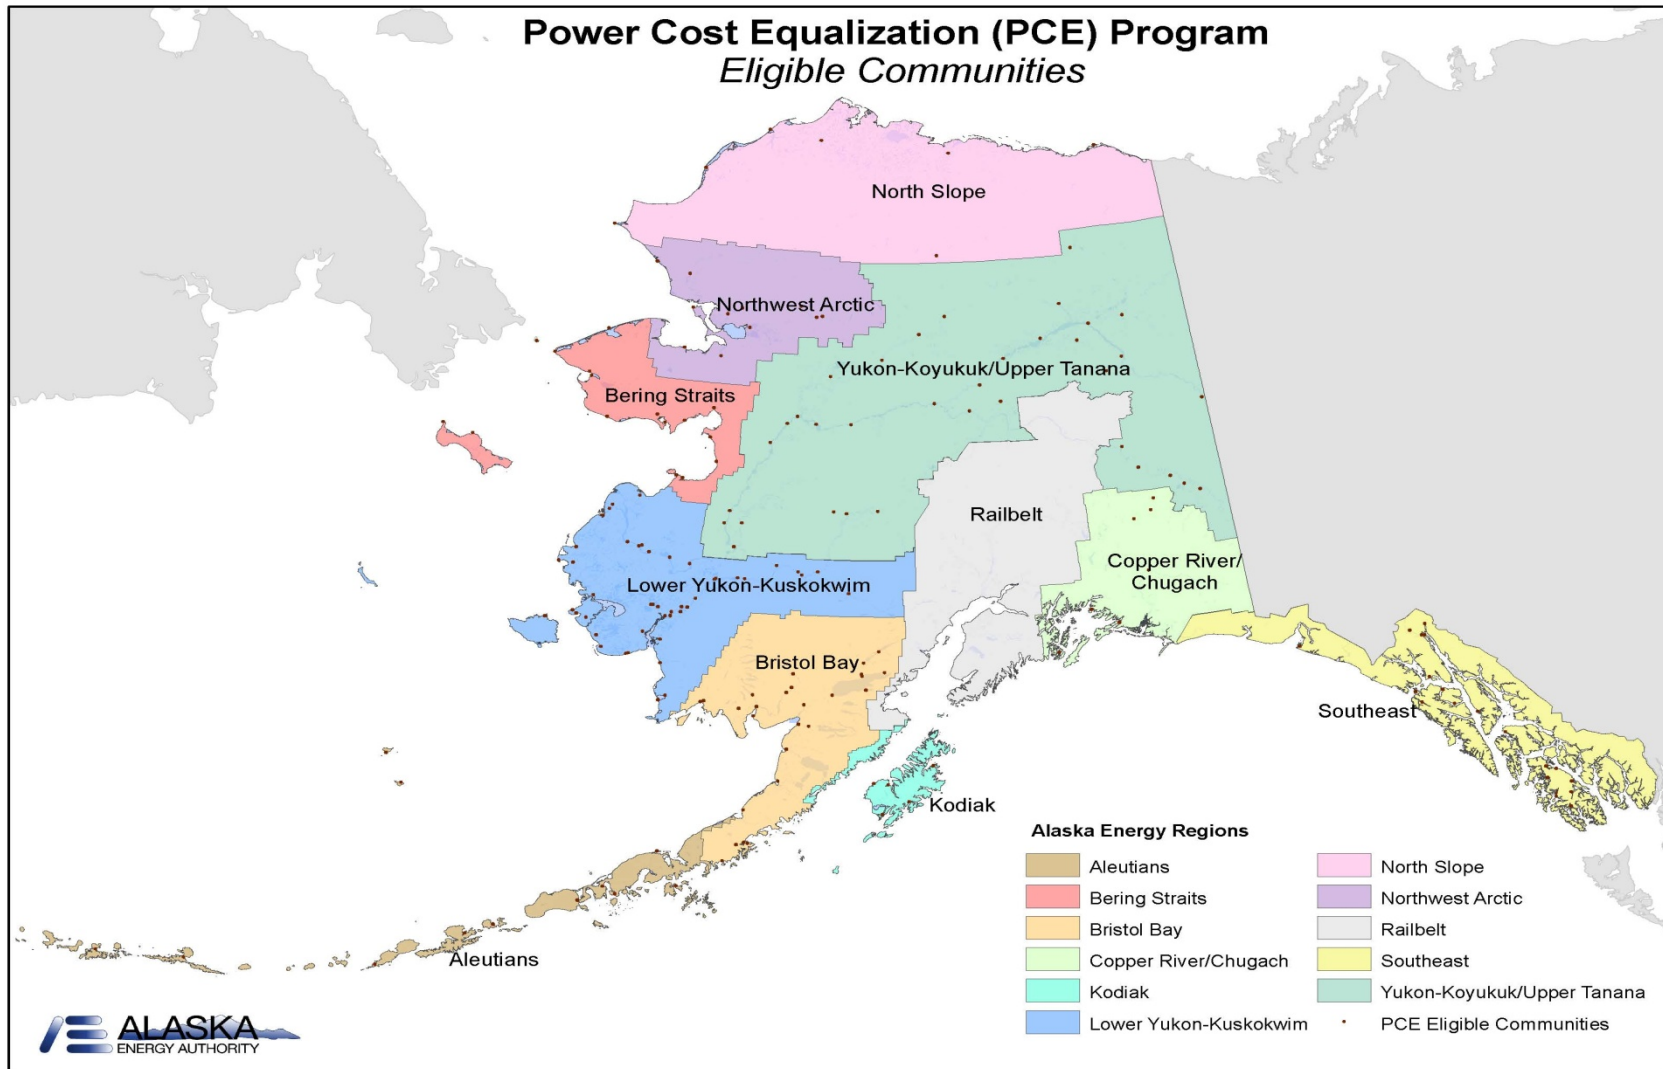 Power Cost Equalization (PCE) Program
Eligible Communities
North Slope
Northwest Arctic
Yukon-Koyukuk/Upper Tanana
Bering Straits
Railbelt
Copper River/
Chugach
Lower Yukon-Kuskokwim
Bristol Bay
Southeast
Kodiak
Aleutians
Alaska Energy Regions
Aleutians
Bering Straits
Bristol Bay
Copper River/Chugach
Kodiak
Lower Yukon-Kuskokwim
North Slope
Northwest Arctic
Railbelt
Southeast
Yukon-Koyukuk/Upper Tanana
PCE Eligible Communities
ALASKA
ENERGY AUTHORITY